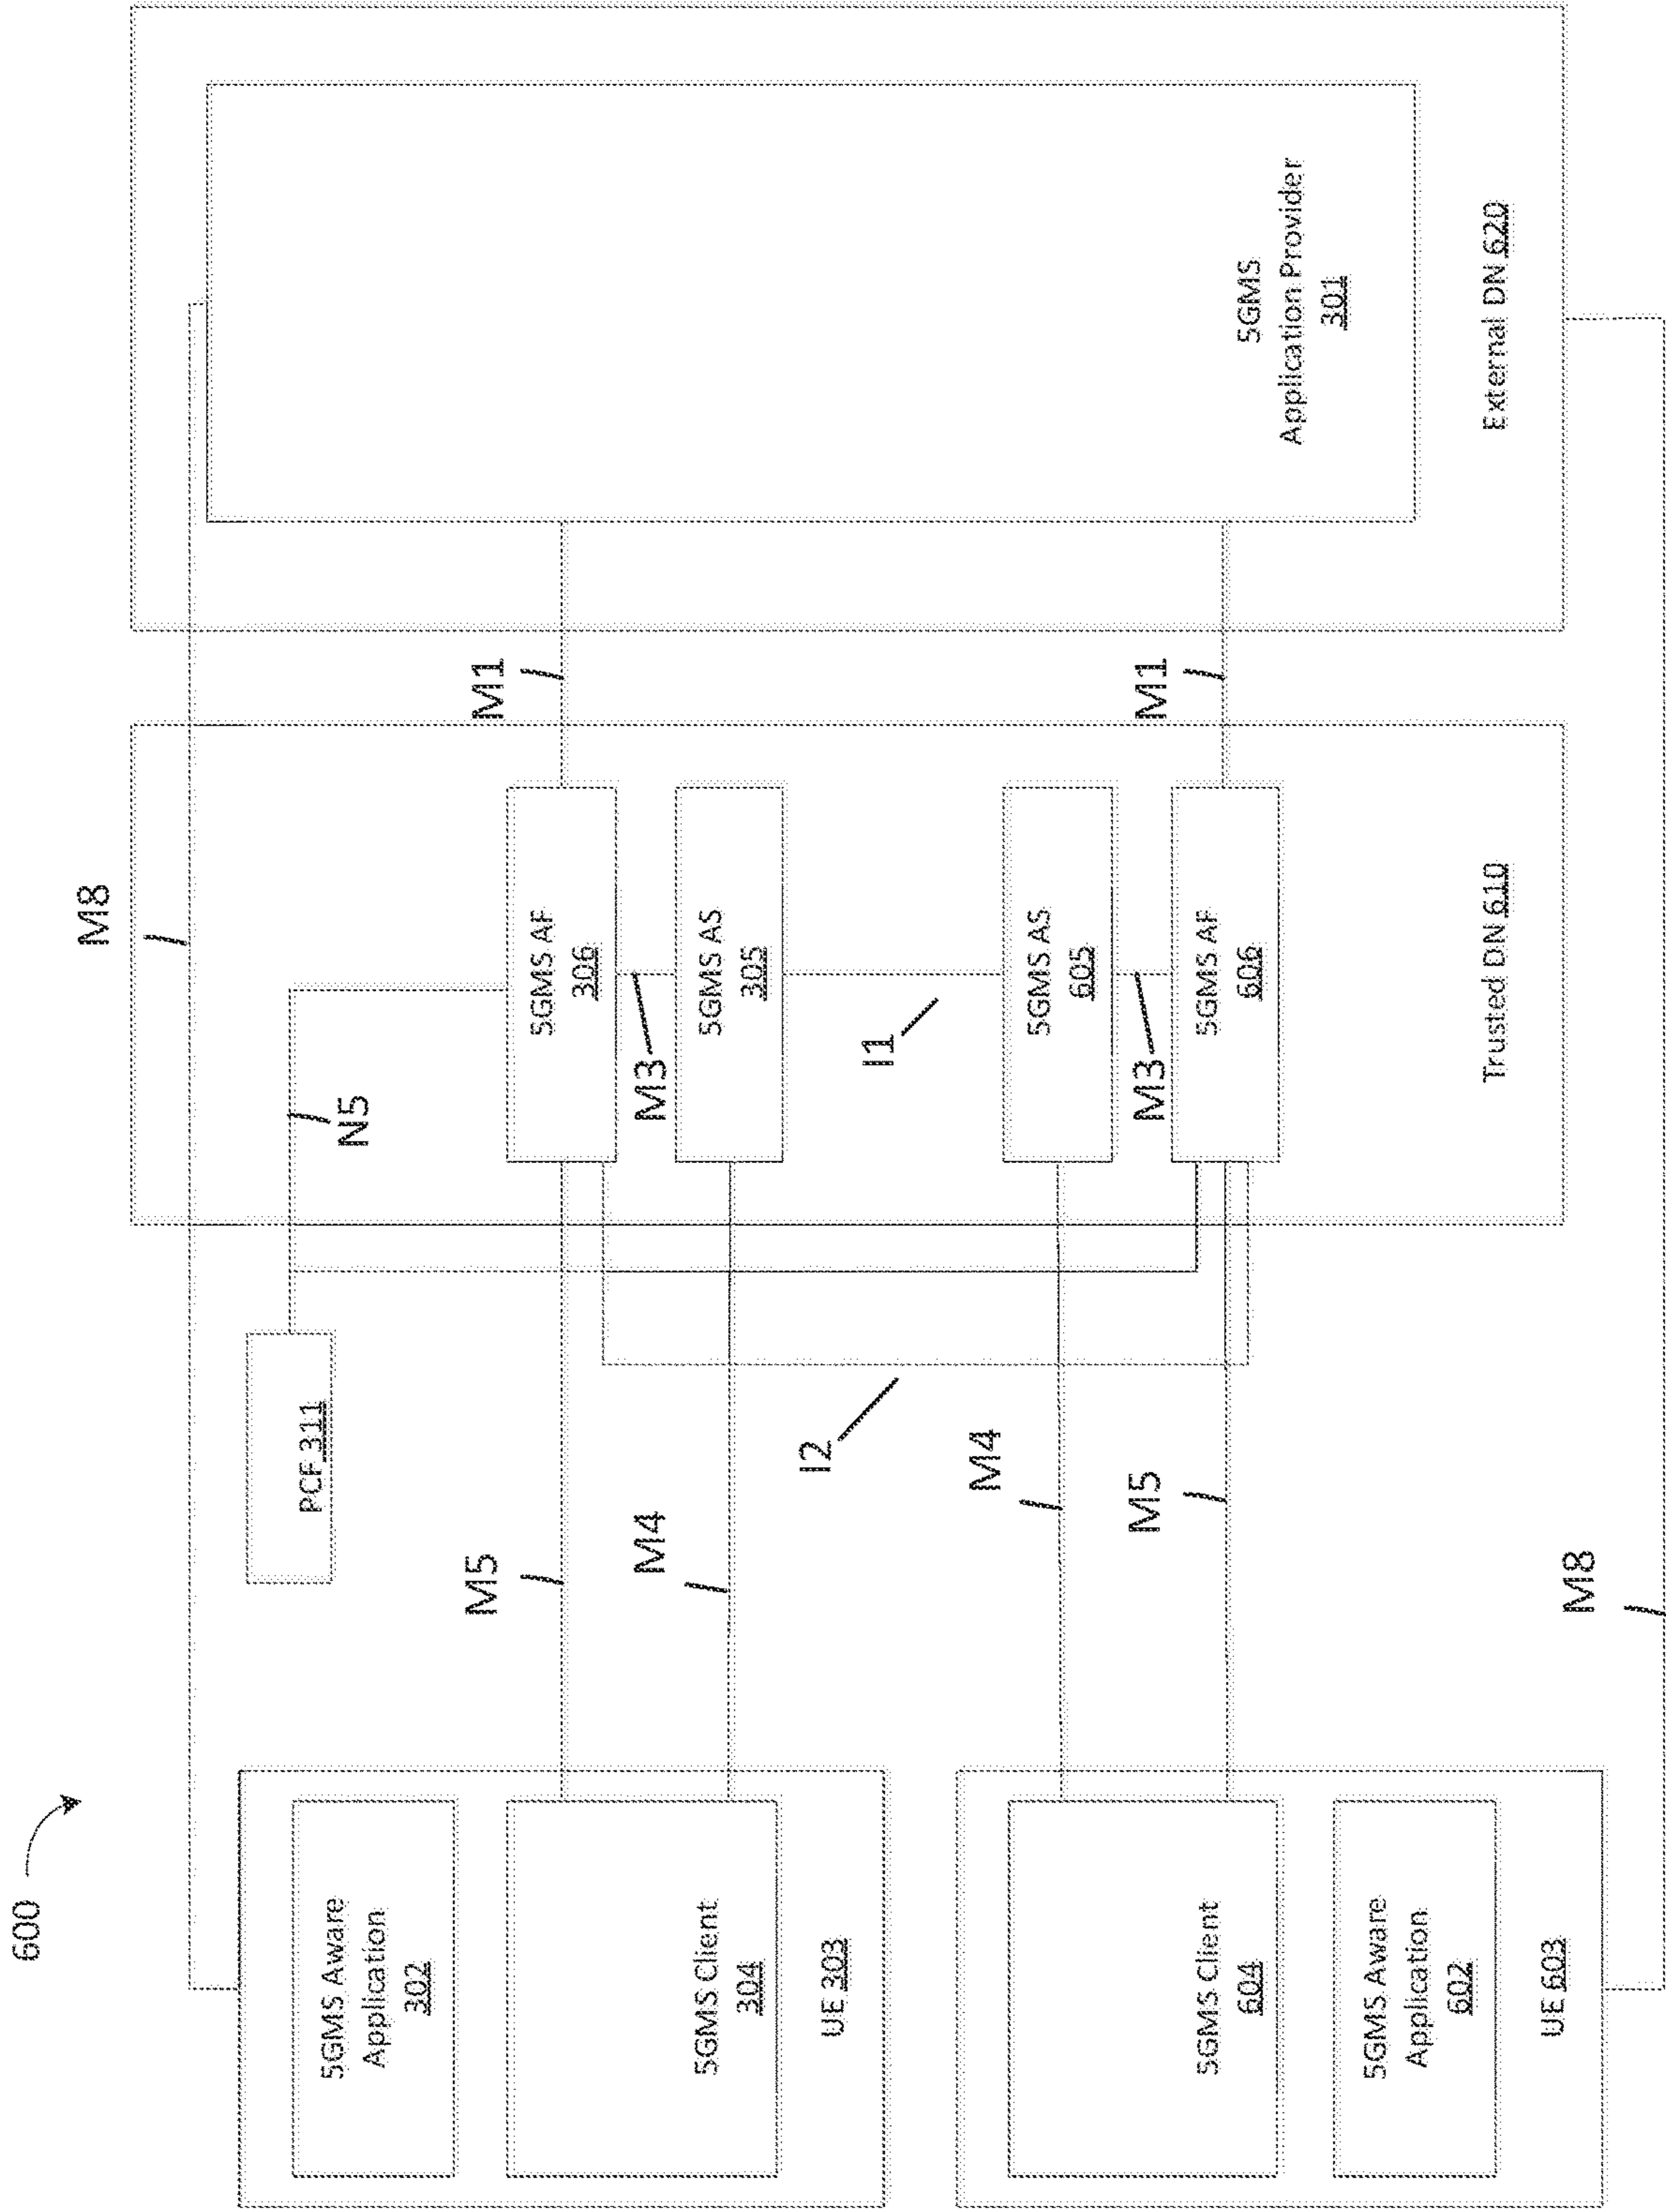 600
5GMS Aware
Application
302
5GMS Client
304
UE 303
5GMS Client
604
5GMS Aware
Application
602
UE 603
PCF 311
M5
M4
I2
M4
M5
M8
M8
N5
5GMS AF
306
M3
5GMS AS
305
I1
5GMS AS
605
M3
5GMS AF
606
Trusted DN 610
M1
M1
5GMS
Application Provider
301
External DN 620